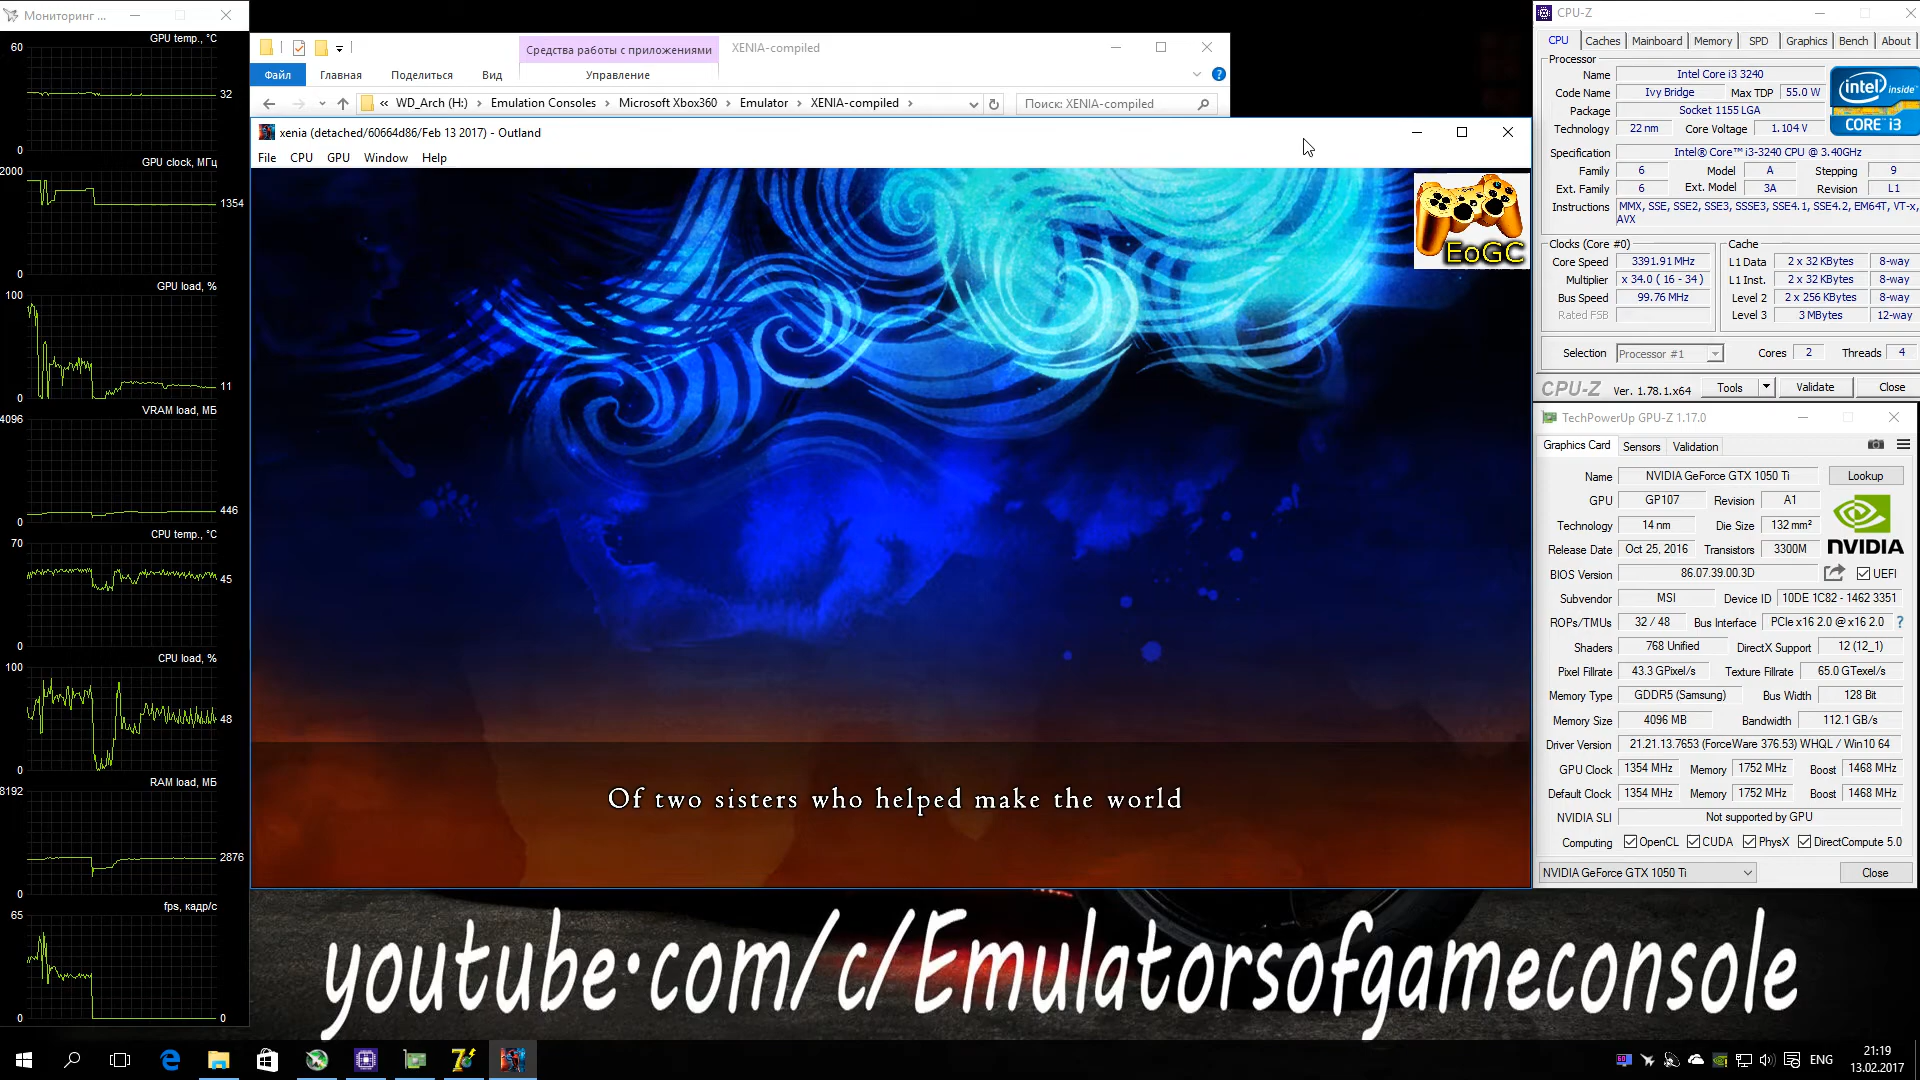 Мониторинг ...
GPU temp., °C
60
32
0
GPU clock, МГц
2000
1354
0
GPU load, %
100
11
0
VRAM load, МБ
4096
446
0
CPU temp., °C
70
45
0
CPU load, %
100
48
0
RAM load, МБ
8192
2876
0
fps, кадр/с
65
0
0
Средства работы с приложениями
XENIA-compiled
Файл
Главная
Поделиться
Вид
Управление
« WD_Arch (H:) › Emulation Consoles › Microsoft Xbox360 › Emulator › XENIA-compiled ›
Поиск: XENIA-compiled
xenia (detached/60664d86/Feb 13 2017) - Outland
File CPU GPU Window Help
EoGC
Of two sisters who helped make the world
youtube.com/c/Emulatorsofgameconsole
CPU-Z
CPU Caches Mainboard Memory SPD Graphics Bench About
Processor
Name Intel Core i3 3240
Code Name Ivy Bridge Max TDP 55.0 W
Package Socket 1155 LGA
Technology 22 nm Core Voltage 1.104 V
intel inside™
CORE i3
Specification Intel® Core™ i3-3240 CPU @ 3.40GHz
Family 6 Model A Stepping 9
Ext. Family 6 Ext. Model 3A Revision L1
Instructions MMX, SSE, SSE2, SSE3, SSSE3, SSE4.1, SSE4.2, EM64T, VT-x,
AVX
Clocks (Core #0)
Core Speed 3391.91 MHz
Multiplier x 34.0 ( 16 - 34 )
Bus Speed 99.76 MHz
Rated FSB
Cache
L1 Data 2 x 32 KBytes 8-way
L1 Inst. 2 x 32 KBytes 8-way
Level 2 2 x 256 KBytes 8-way
Level 3 3 MBytes 12-way
Selection Processor #1 Cores 2 Threads 4
CPU-Z Ver. 1.78.1.x64 Tools Validate Close
TechPowerUp GPU-Z 1.17.0
Graphics Card Sensors Validation
Name NVIDIA GeForce GTX 1050 Ti Lookup
GPU GP107 Revision A1
Technology 14 nm Die Size 132 mm²
Release Date Oct 25, 2016 Transistors 3300M
NVIDIA
BIOS Version 86.07.39.00.3D UEFI
Subvendor MSI Device ID 10DE 1C82 - 1462 3351
ROPs/TMUs 32 / 48 Bus Interface PCIe x16 2.0 @ x16 2.0 ?
Shaders 768 Unified DirectX Support 12 (12_1)
Pixel Fillrate 43.3 GPixel/s Texture Fillrate 65.0 GTexel/s
Memory Type GDDR5 (Samsung) Bus Width 128 Bit
Memory Size 4096 MB Bandwidth 112.1 GB/s
Driver Version 21.21.13.7653 (ForceWare 376.53) WHQL / Win10 64
GPU Clock 1354 MHz Memory 1752 MHz Boost 1468 MHz
Default Clock 1354 MHz Memory 1752 MHz Boost 1468 MHz
NVIDIA SLI Not supported by GPU
Computing OpenCL CUDA PhysX DirectCompute 5.0
NVIDIA GeForce GTX 1050 Ti Close
ENG
21:19
13.02.2017